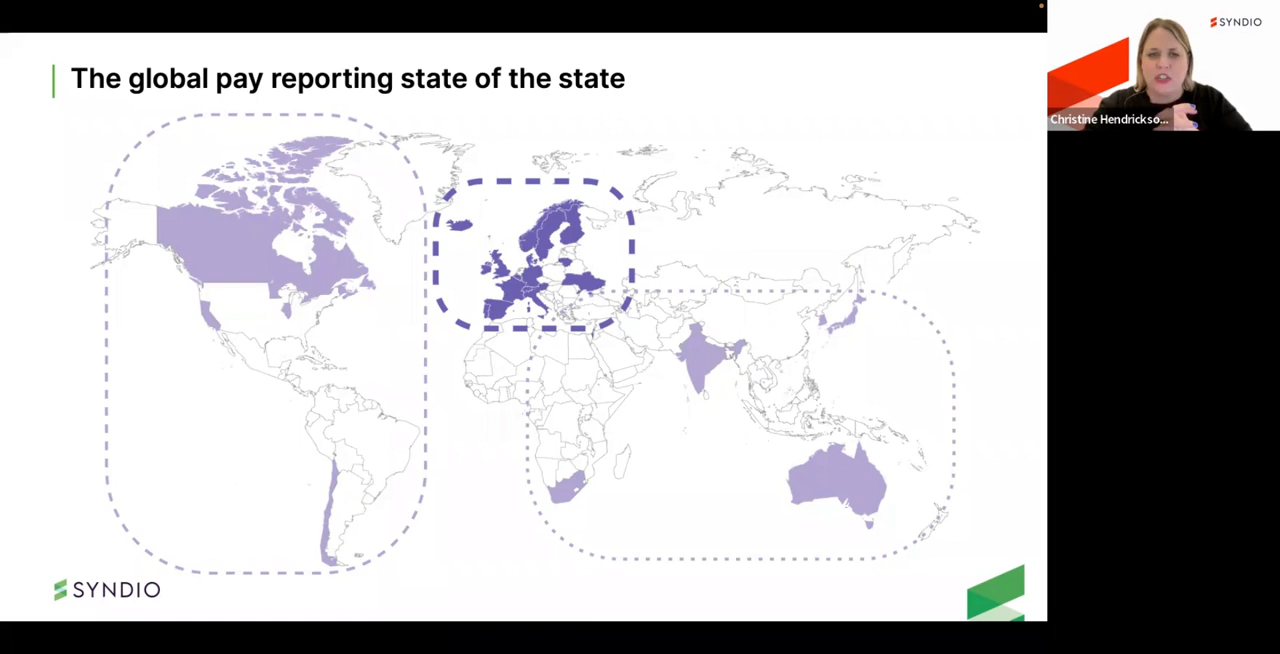 The global pay reporting state of the state
SYNDIO
SYNDIO
Christine Hendrickso...